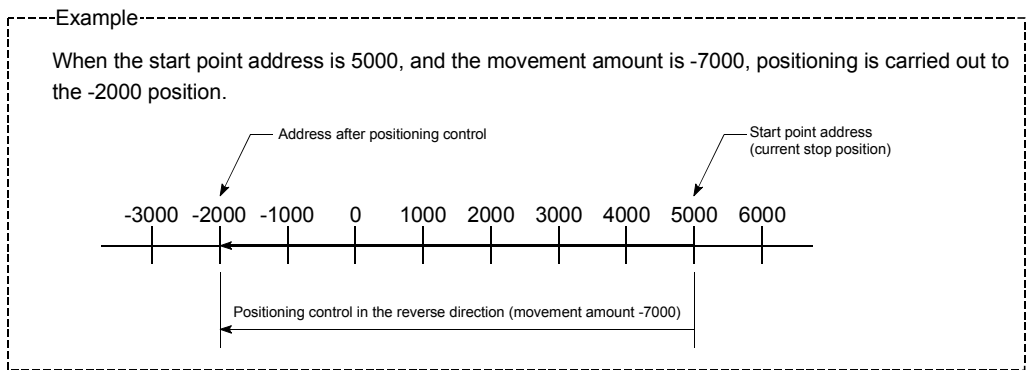 Example
When the start point address is 5000, and the movement amount is -7000, positioning is carried out to
the -2000 position.
Address after positioning control
Start point address
(current stop position)
-3000 -2000 -1000 0 1000 2000 3000 4000 5000 6000
Positioning control in the reverse direction (movement amount -7000)